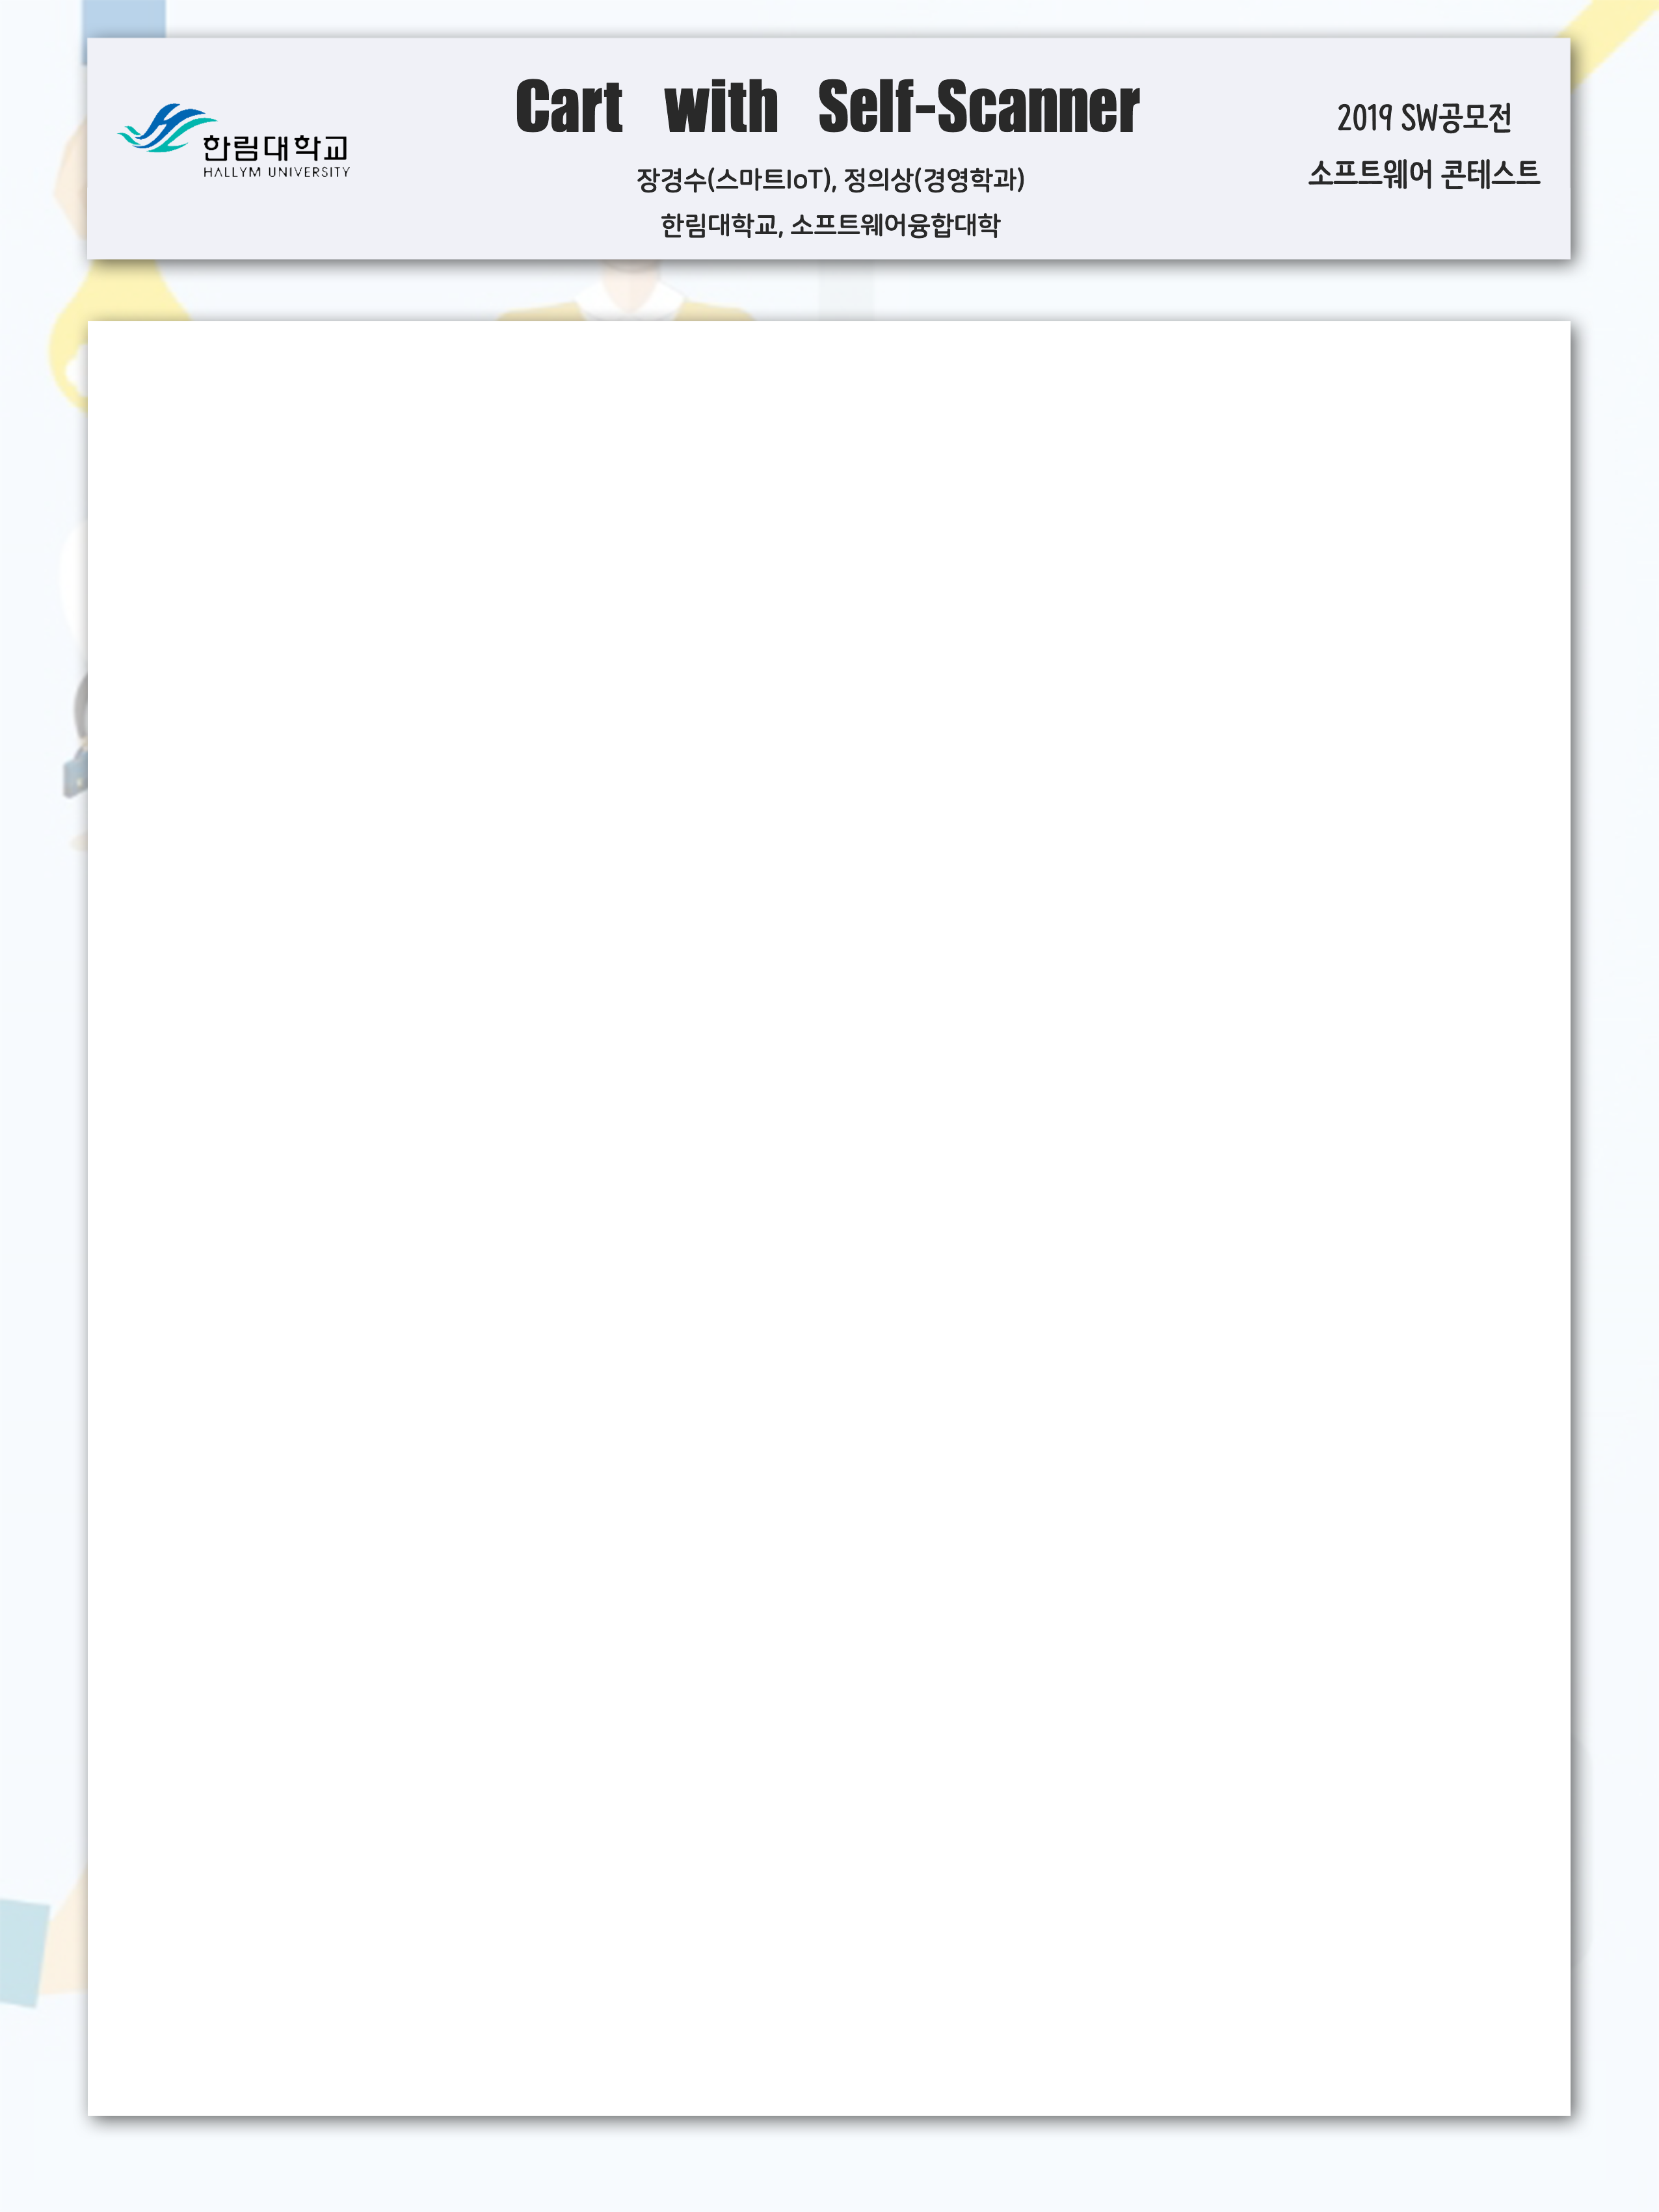 한림대학교
HALLYM UNIVERSITY
Cart with Self-Scanner
장경수(스마트IoT), 정의상(경영학과)
한림대학교, 소프트웨어융합대학
2019 SW공모전
소프트웨어 콘테스트